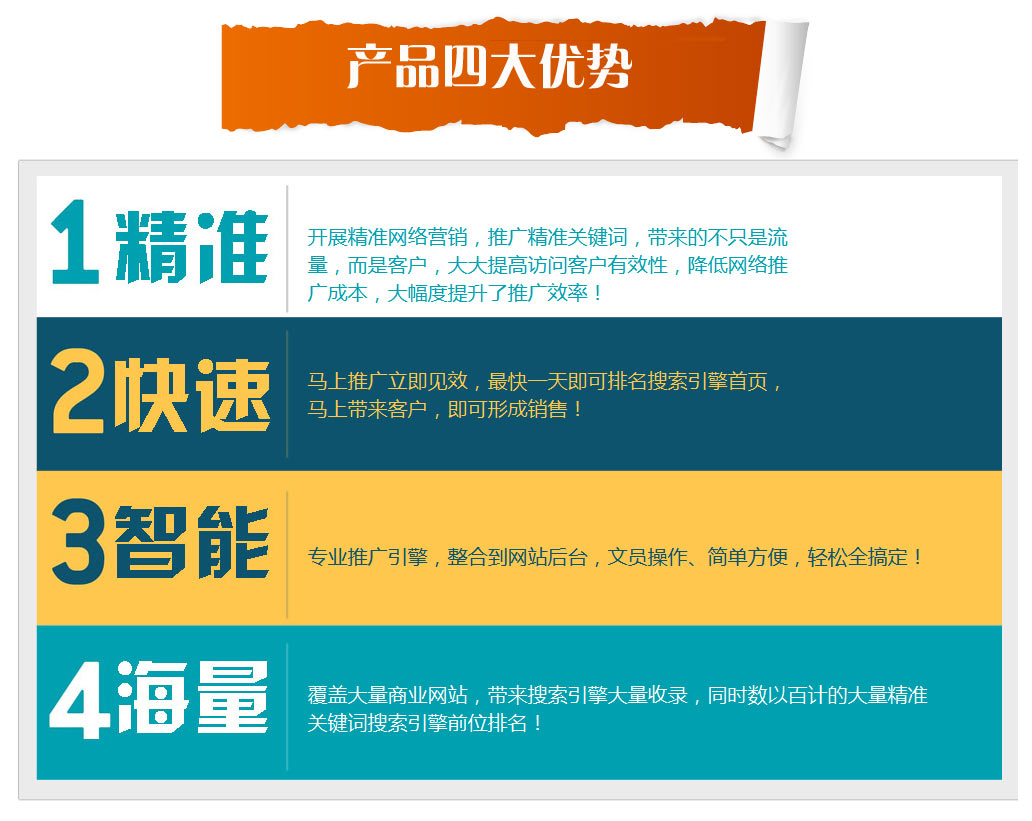 产品四大优势
1精准
开展精准网络营销，推广精准关键词，带来的不只是流
量，而是客户，大大提高访问客户有效性，降低网络推
广成本，大幅度提升了推广效率！
2快速
马上推广立即见效，最快一天即可排名搜索引擎首页，
马上带来客户，即可形成销售！
3智能
专业推广引擎，整合到网站后台，文员操作、简单方便，轻松全搞定！
4海量
覆盖大量商业网站，带来搜索引擎大量收录，同时数以百计的大量精准
关键词搜索引擎前位排名！